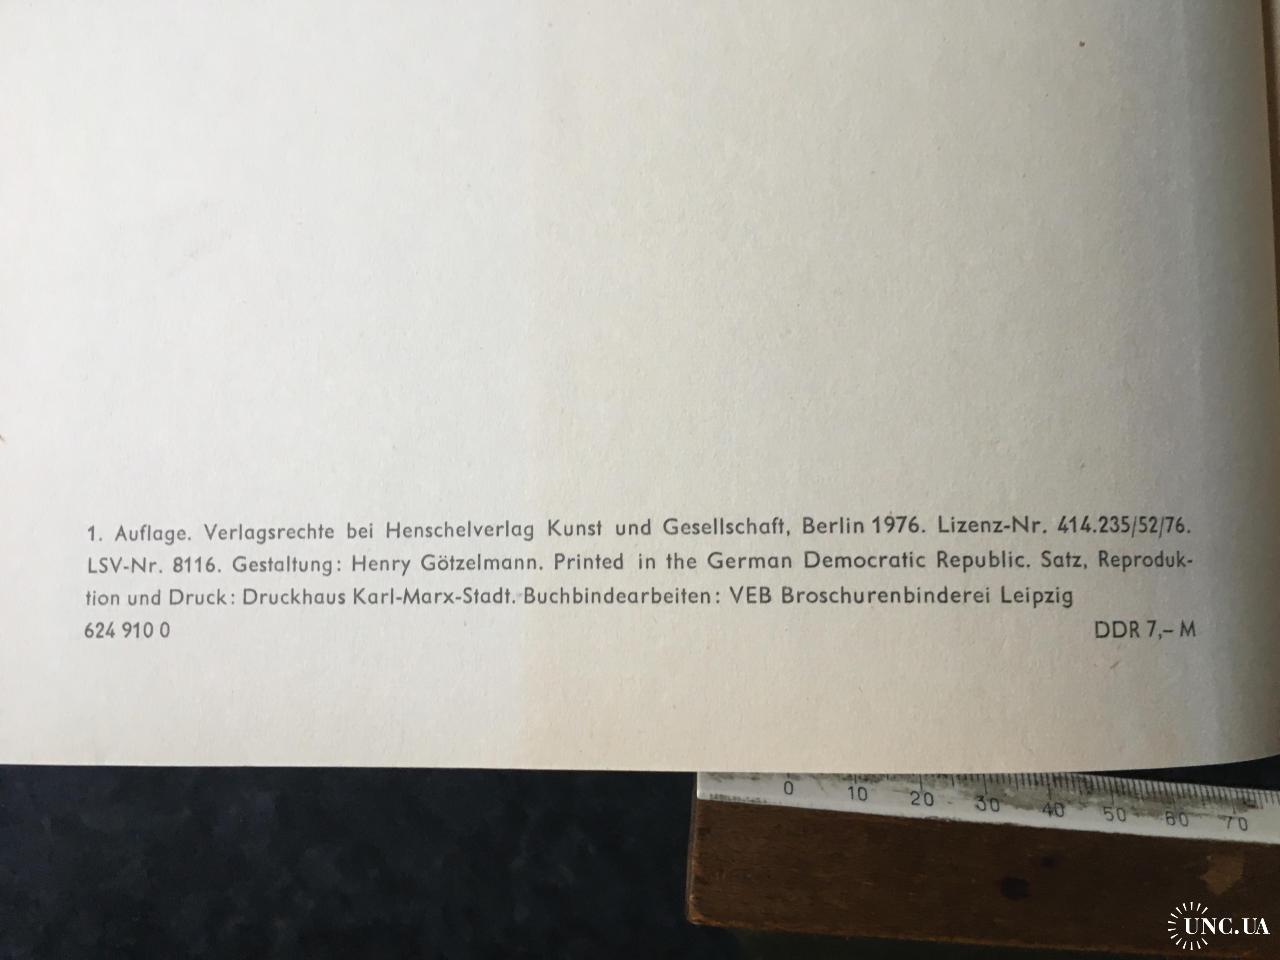 1. Auflage. Verlagsrechte bei Henschelverlag Kunst und Gesellschaft, Berlin 1976. Lizenz-Nr. 414.235/52/76.
LSV-Nr. 8116. Gestaltung: Henry Götzelmann. Printed in the German Democratic Republic. Satz, Reproduk-
tion und Druck: Druckhaus Karl-Marx-Stadt. Buchbindearbeiten: VEB Broschurenbinderei Leipzig
624 910 0 DDR 7,– M
0 10 20 30 40 50 60 70
UNC.UA